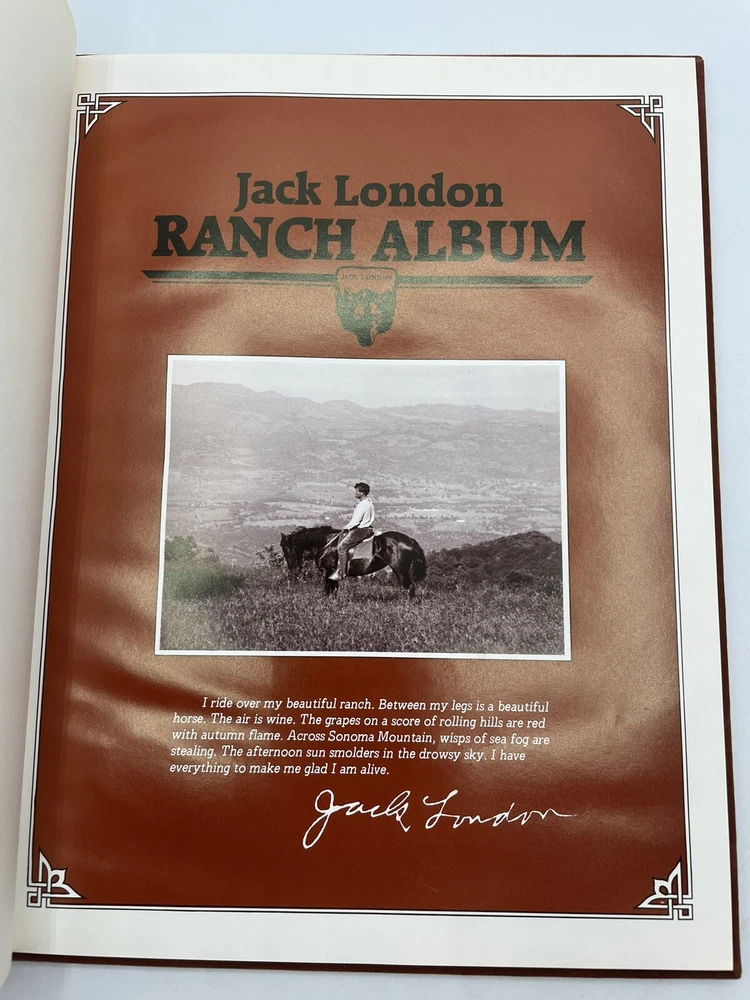 Jack London
RANCH ALBUM
JACK LONDON
I ride over my beautiful ranch. Between my legs is a beautiful
horse. The air is wine. The grapes on a score of rolling hills are red
with autumn flame. Across Sonoma Mountain, wisps of sea fog are
stealing. The afternoon sun smolders in the drowsy sky. I have
everything to make me glad I am alive.
Jack London